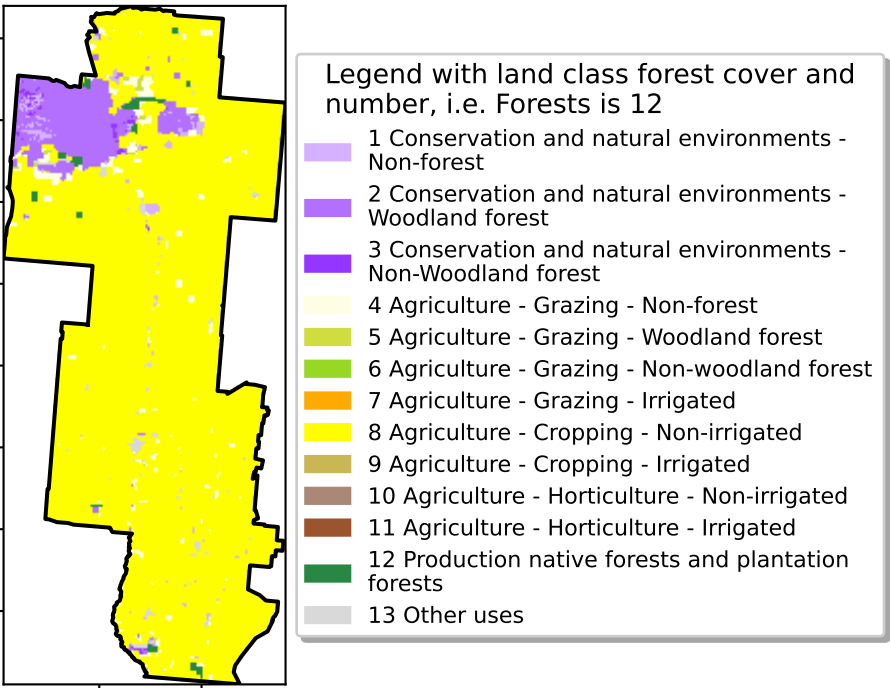 Legend with land class forest cover and
number, i.e. Forests is 12
1 Conservation and natural environments -
Non-forest
2 Conservation and natural environments -
Woodland forest
3 Conservation and natural environments -
Non-Woodland forest
4 Agriculture - Grazing - Non-forest
5 Agriculture - Grazing - Woodland forest
6 Agriculture - Grazing - Non-woodland forest
7 Agriculture - Grazing - Irrigated
8 Agriculture - Cropping - Non-irrigated
9 Agriculture - Cropping - Irrigated
10 Agriculture - Horticulture - Non-irrigated
11 Agriculture - Horticulture - Irrigated
12 Production native forests and plantation
forests
13 Other uses